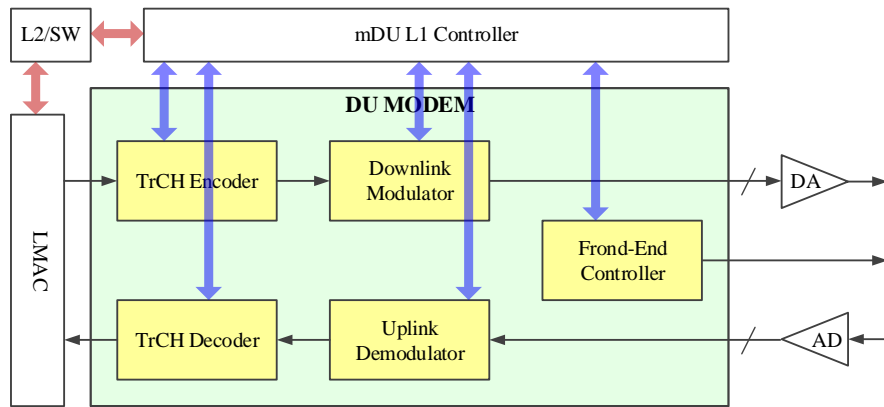 L2/SW
mDU L1 Controller
DU MODEM
TrCH Encoder
Downlink
Modulator
DA
LMAC
Frond-End
Controller
TrCH Decoder
Uplink
Demodulator
AD